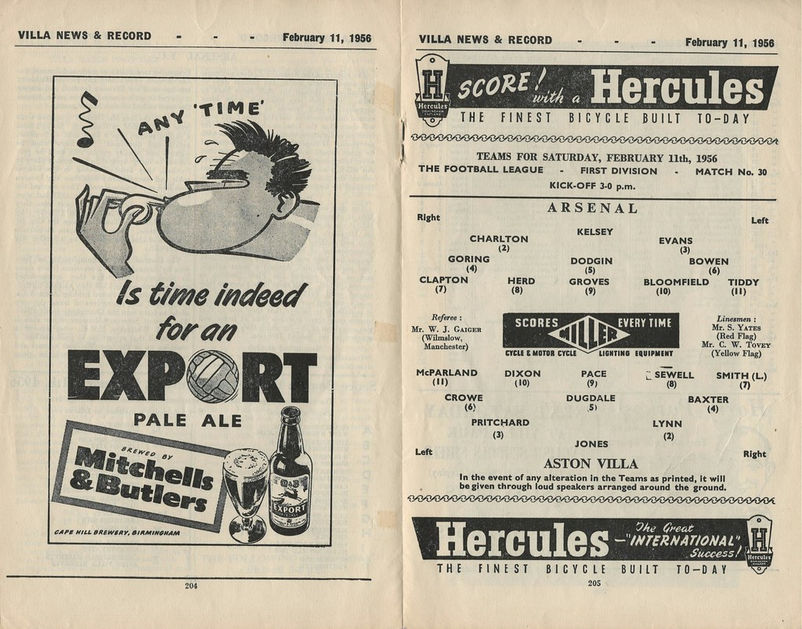 VILLA NEWS & RECORD - - - February 11, 1956
ANY 'TIME'
Is time indeed
for an
EXPORT
PALE ALE
BREWED BY
Mitchells
& Butlers
M&B
EXPORT
CAPE HILL BREWERY, BIRMINGHAM
204
VILLA NEWS & RECORD - - - February 11, 1956
H
Hercules
SCORE! with a Hercules
THE FINEST BICYCLE BUILT TO-DAY
TEAMS FOR SATURDAY, FEBRUARY 11th, 1956
THE FOOTBALL LEAGUE - FIRST DIVISION - MATCH No. 30
KICK-OFF 3-0 p.m.
ARSENAL
Right Left
KELSEY
CHARLTON EVANS
(2) (3)
GORING DODGIN BOWEN
(4) (5) (6)
CLAPTON HERD GROVES BLOOMFIELD TIDDY
(7) (8) (9) (10) (11)
Referee :
Mr. W. J. GAIGER
(Wilmslow,
Manchester)
SCORES MILLER EVERY TIME
CYCLE & MOTOR CYCLE LIGHTING EQUIPMENT
Linesmen :
Mr. S. YATES
(Red Flag)
Mr. C. W. TOVEY
(Yellow Flag)
McPARLAND DIXON PACE SEWELL SMITH (L.)
(11) (10) (9) (8) (7)
CROWE DUGDALE BAXTER
(6) 5) (4)
PRITCHARD LYNN
(3) (2)
JONES
Left Right
ASTON VILLA
In the event of any alteration in the Teams as printed, it will
be given through loud speakers arranged around the ground.
Hercules The Great
—"INTERNATIONAL"
Success!
H
Hercules
THE FINEST BICYCLE BUILT TO-DAY
205